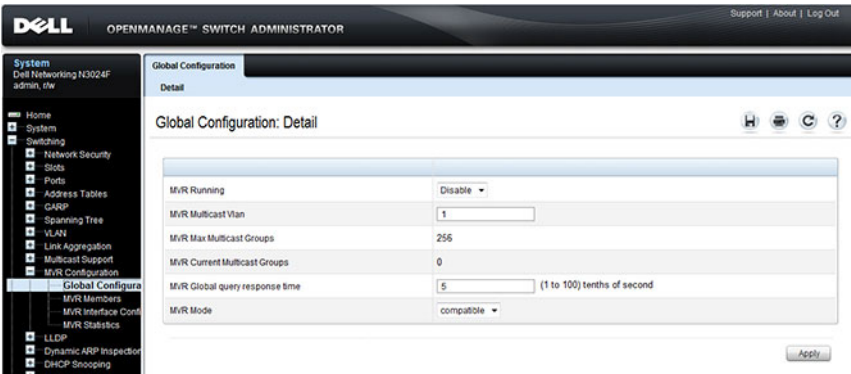 Support | About | Log Out
DELL OPENMANAGE™ SWITCH ADMINISTRATOR
System
Dell Networking N3024F
admin, r/w
Home
System
Switching
Network Security
Slots
Ports
Address Tables
GARP
Spanning Tree
VLAN
Link Aggregation
Multicast Support
MVR Configuration
Global Configura
MVR Members
MVR Interface Confi
MVR Statistics
LLDP
Dynamic ARP Inspection
DHCP Snooping
Global Configuration
Detail
Global Configuration: Detail
MVR Running Disable
MVR Multicast Vlan 1
MVR Max Multicast Groups 256
MVR Current Multicast Groups 0
MVR Global query response time 5 (1 to 100) tenths of second
MVR Mode compatible
Apply